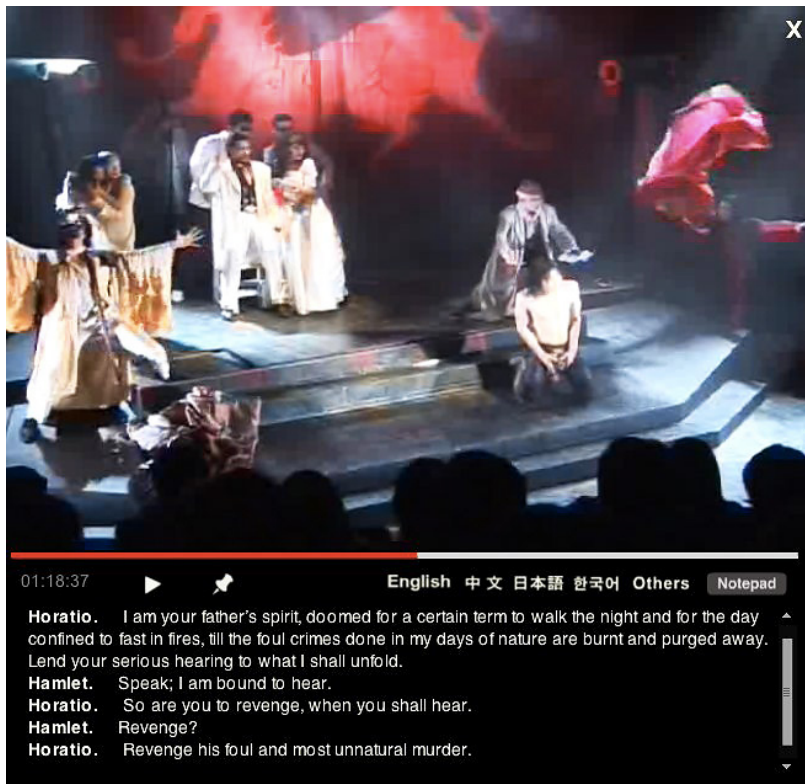 X
01:18:37
English 中文 日本語 한국어 Others Notepad
Horatio. I am your father's spirit, doomed for a certain term to walk the night and for the day
confined to fast in fires, till the foul crimes done in my days of nature are burnt and purged away.
Lend your serious hearing to what I shall unfold.
Hamlet. Speak; I am bound to hear.
Horatio. So are you to revenge, when you shall hear.
Hamlet. Revenge?
Horatio. Revenge his foul and most unnatural murder.